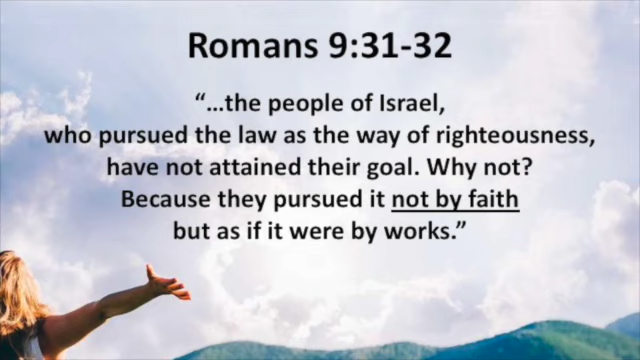 Romans 9:31-32
“…the people of Israel,
who pursued the law as the way of righteousness,
have not attained their goal. Why not?
Because they pursued it not by faith
but as if it were by works.”